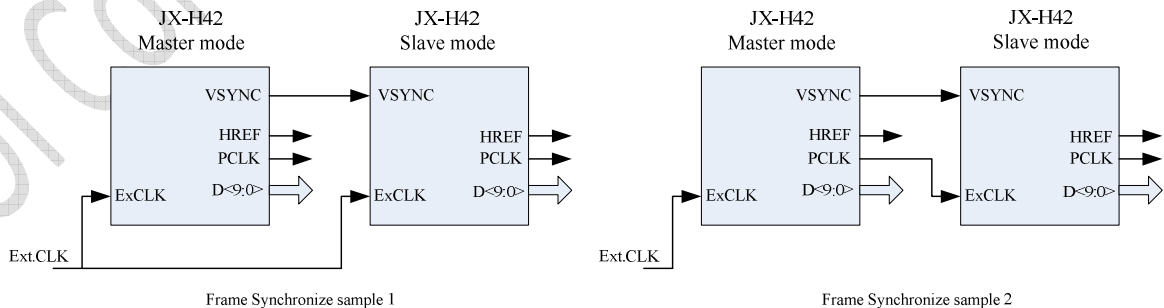 JX-H42
Master mode
JX-H42
Slave mode
VSYNC
HREF
PCLK
D<9:0>
ExCLK
VSYNC
HREF
PCLK
D<9:0>
ExCLK
Ext.CLK
Frame Synchronize sample 1
JX-H42
Master mode
JX-H42
Slave mode
VSYNC
HREF
PCLK
D<9:0>
ExCLK
VSYNC
HREF
PCLK
D<9:0>
ExCLK
Ext.CLK
Frame Synchronize sample 2